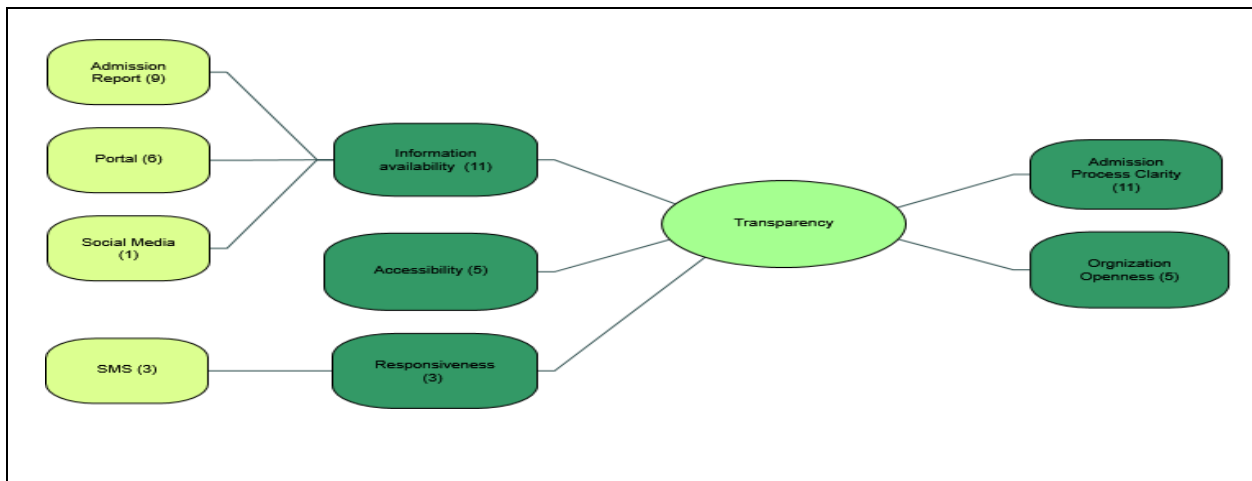 Admission
Report (9)
Portal (6)
Social Media
(1)
SMS (3)
Information
availability (11)
Accessibility (5)
Responsiveness
(3)
Transparency
Admission
Process Clarity
(11)
Orgnization
Openness (5)